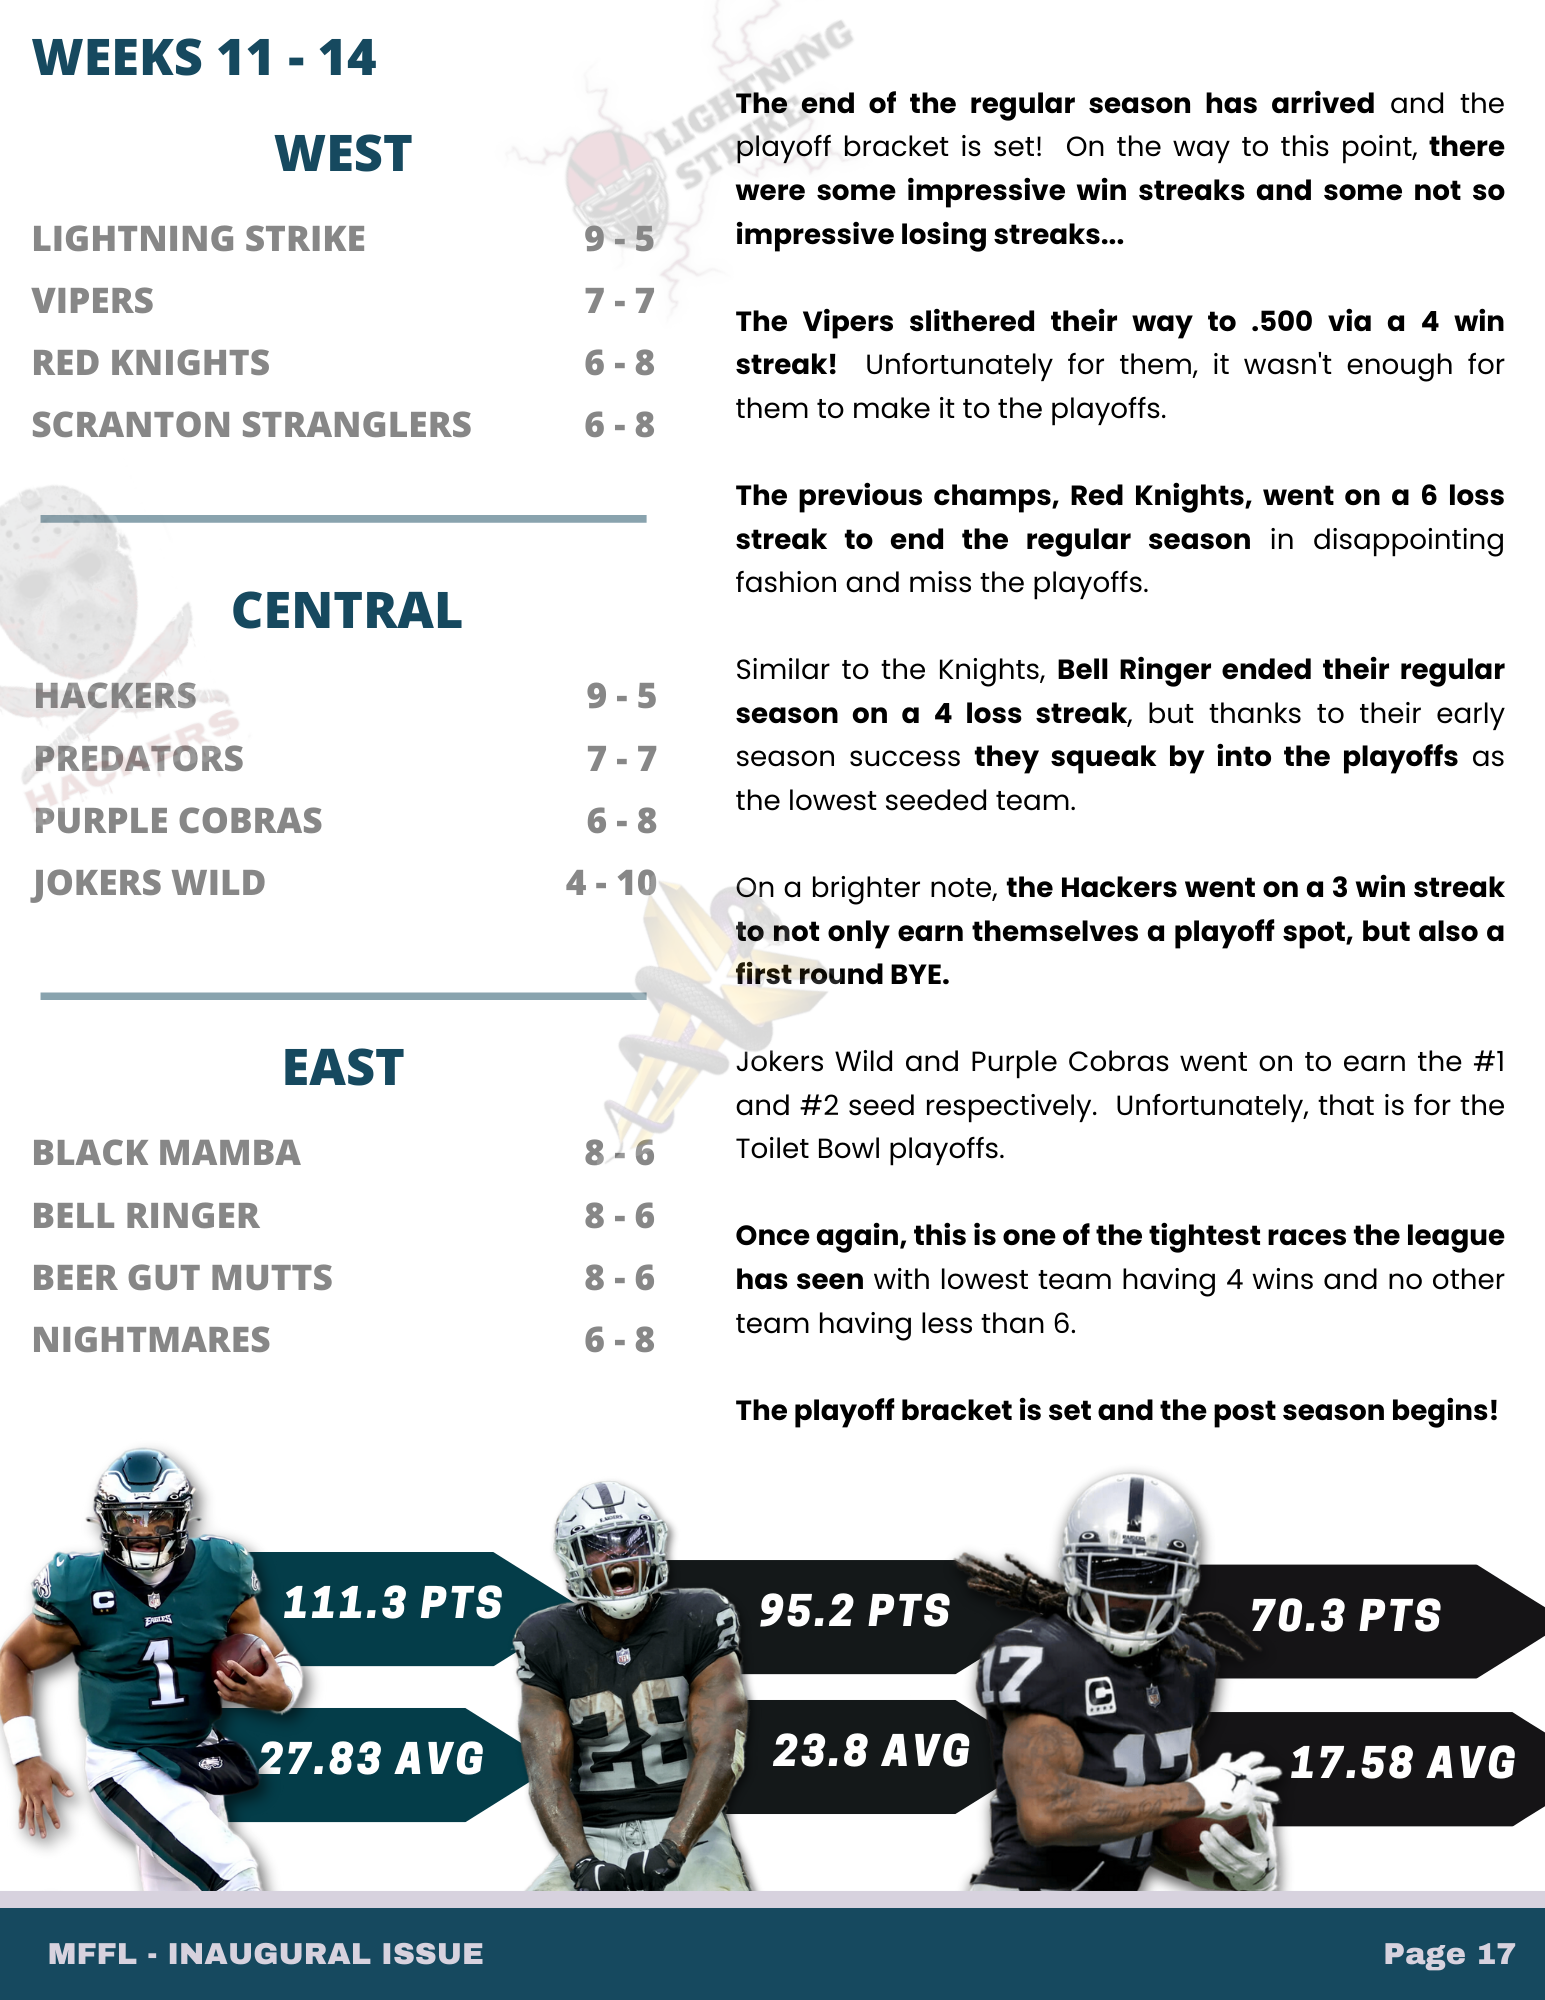 WEEKS 11 - 14
WEST
LIGHTNING STRIKE 9 - 5
VIPERS 7 - 7
RED KNIGHTS 6 - 8
SCRANTON STRANGLERS 6 - 8
CENTRAL
HACKERS 9 - 5
PREDATORS 7 - 7
PURPLE COBRAS 6 - 8
JOKERS WILD 4 - 10
EAST
BLACK MAMBA 8 - 6
BELL RINGER 8 - 6
BEER GUT MUTTS 8 - 6
NIGHTMARES 6 - 8
LIGHTNING
STRIKE
HACKERS
The end of the regular season has arrived and the
playoff bracket is set! On the way to this point, there
were some impressive win streaks and some not so
impressive losing streaks...
The Vipers slithered their way to .500 via a 4 win
streak! Unfortunately for them, it wasn't enough for
them to make it to the playoffs.
The previous champs, Red Knights, went on a 6 loss
streak to end the regular season in disappointing
fashion and miss the playoffs.
Similar to the Knights, Bell Ringer ended their regular
season on a 4 loss streak, but thanks to their early
season success they squeak by into the playoffs as
the lowest seeded team.
On a brighter note, the Hackers went on a 3 win streak
to not only earn themselves a playoff spot, but also a
first round BYE.
Jokers Wild and Purple Cobras went on to earn the #1
and #2 seed respectively. Unfortunately, that is for the
Toilet Bowl playoffs.
Once again, this is one of the tightest races the league
has seen with lowest team having 4 wins and no other
team having less than 6.
The playoff bracket is set and the post season begins!
111.3 PTS
27.83 AVG
C
EAGLES
1
95.2 PTS
23.8 AVG
RAIDERS
28
28
70.3 PTS
17.58 AVG
17
C
17
MFFL - INAUGURAL ISSUE
Page 17